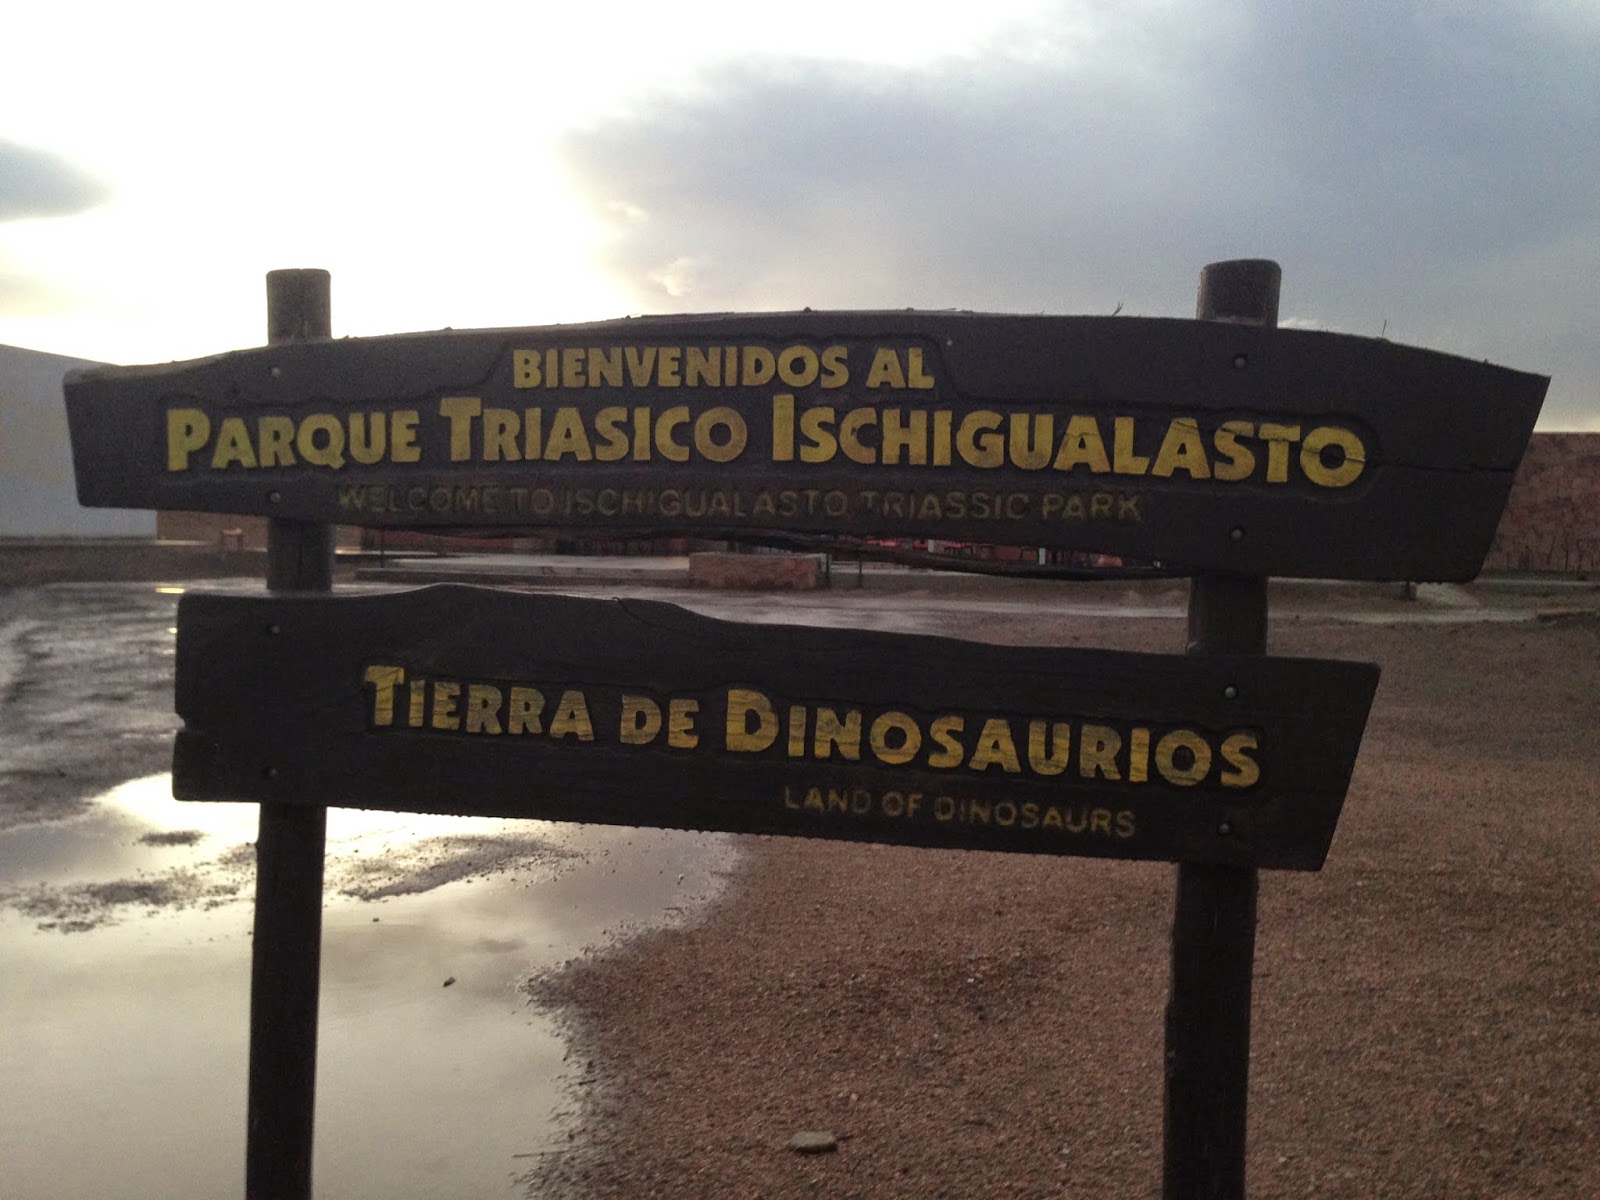 BIENVENIDOS AL
PARQUE TRIASICO ISCHIGUALASTO
WELCOME TO ISCHIGUALASTO TRIASSIC PARK
TIERRA DE DINOSAURIOS
LAND OF DINOSAURS